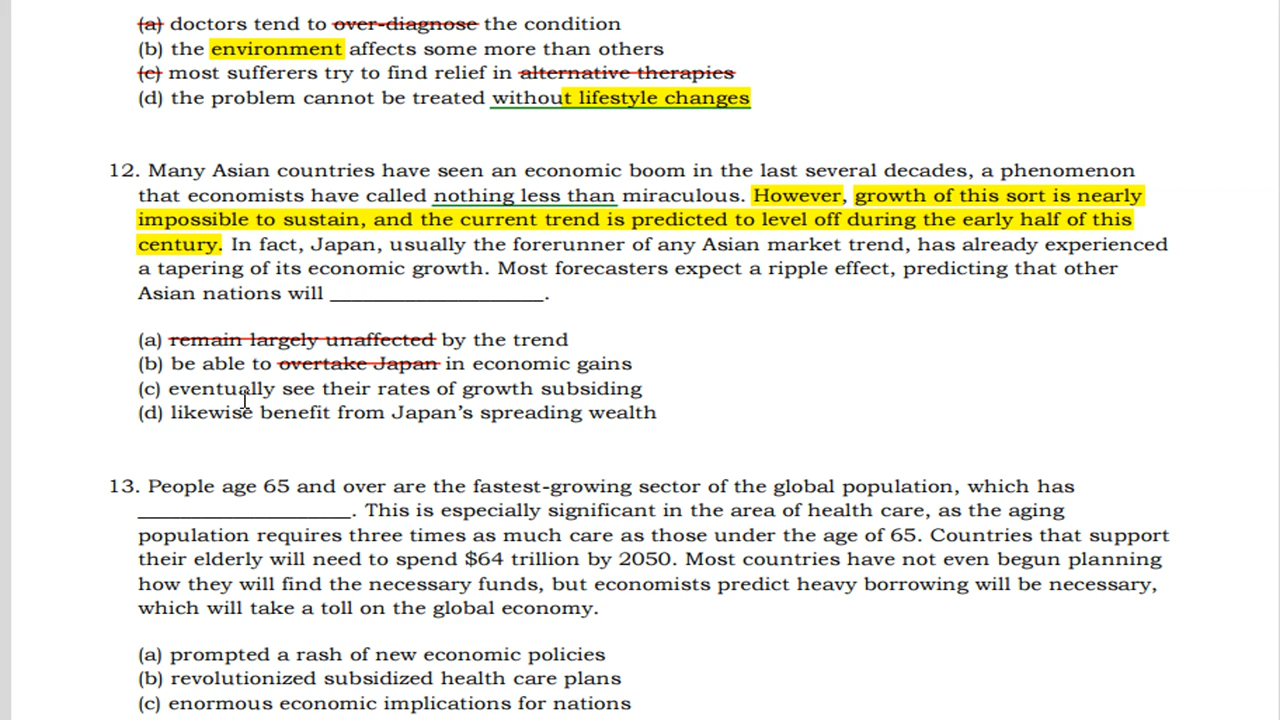 (a) doctors tend to over-diagnose the condition
(b) the environment affects some more than others
(c) most sufferers try to find relief in alternative therapies
(d) the problem cannot be treated without lifestyle changes
12. Many Asian countries have seen an economic boom in the last several decades, a phenomenon
that economists have called nothing less than miraculous. However, growth of this sort is nearly
impossible to sustain, and the current trend is predicted to level off during the early half of this
century. In fact, Japan, usually the forerunner of any Asian market trend, has already experienced
a tapering of its economic growth. Most forecasters expect a ripple effect, predicting that other
Asian nations will ____________________.
(a) remain largely unaffected by the trend
(b) be able to overtake Japan in economic gains
(c) eventually see their rates of growth subsiding
(d) likewise benefit from Japan’s spreading wealth
13. People age 65 and over are the fastest-growing sector of the global population, which has
____________________. This is especially significant in the area of health care, as the aging
population requires three times as much care as those under the age of 65. Countries that support
their elderly will need to spend $64 trillion by 2050. Most countries have not even begun planning
how they will find the necessary funds, but economists predict heavy borrowing will be necessary,
which will take a toll on the global economy.
(a) prompted a rash of new economic policies
(b) revolutionized subsidized health care plans
(c) enormous economic implications for nations